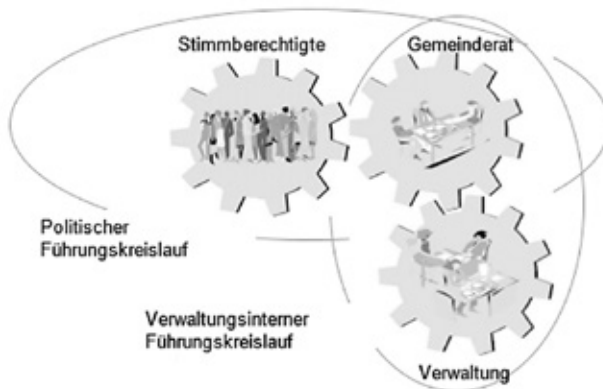 Stimmberechtigte
Gemeinderat
Politischer
Führungskreislauf
Verwaltungsinterner
Führungskreislauf
Verwaltung